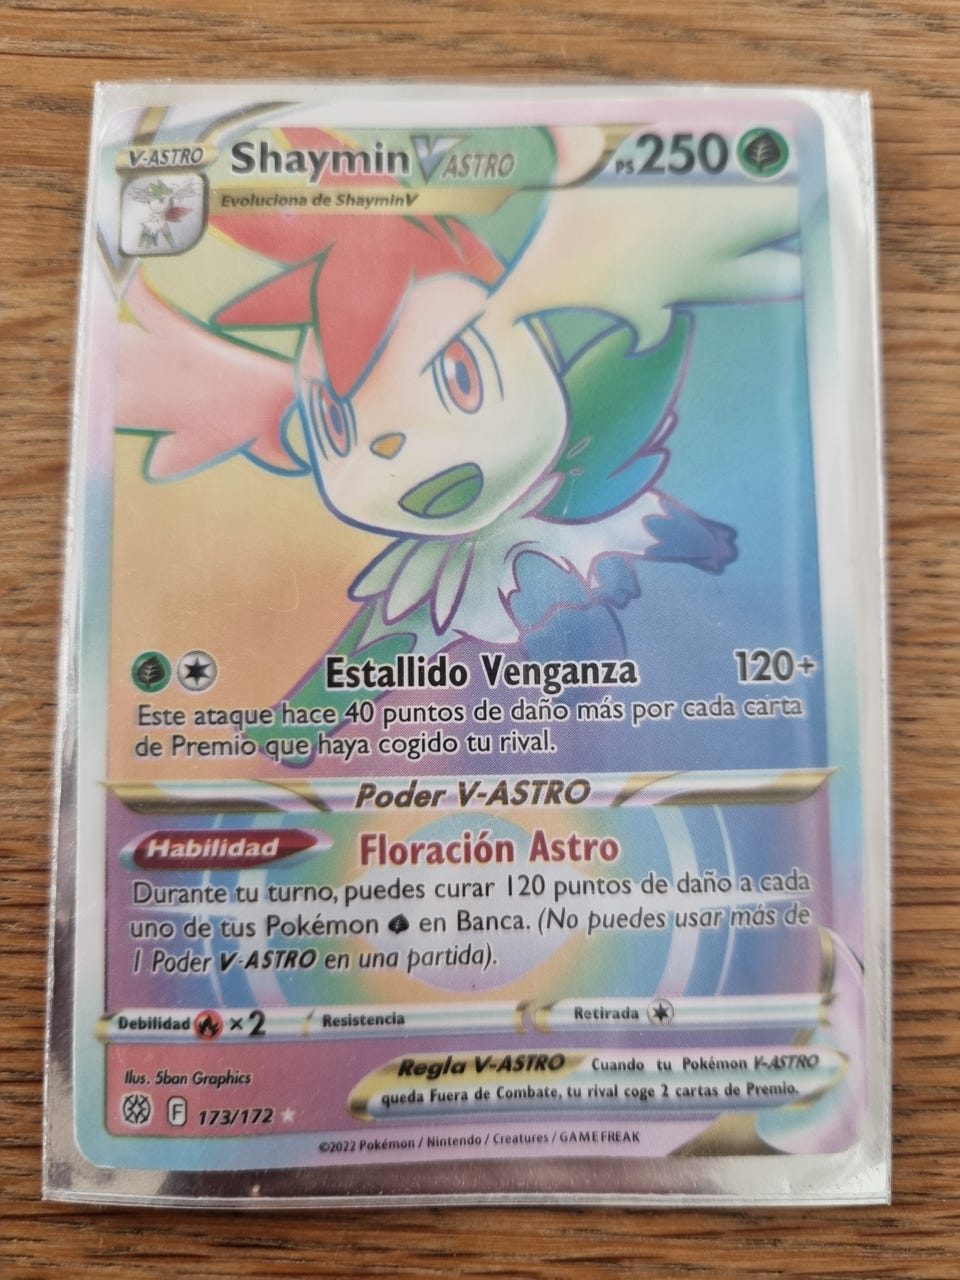 V-ASTRO
Shaymin V ASTRO
PS 250
Evoluciona de Shaymin V
Estallido Venganza 120+
Este ataque hace 40 puntos de daño más por cada carta
de Premio que haya cogido tu rival.
Poder V-ASTRO
Habilidad Floración Astro
Durante tu turno, puedes curar 120 puntos de daño a cada
uno de tus Pokémon en Banca. (No puedes usar más de
1 Poder V-ASTRO en una partida).
Debilidad ×2 Resistencia Retirada
Ilus. 5ban Graphics
Regla V-ASTRO Cuando tu Pokémon V-ASTRO
queda Fuera de Combate, tu rival coge 2 cartas de Premio.
F 173/172
©2022 Pokémon / Nintendo / Creatures / GAME FREAK